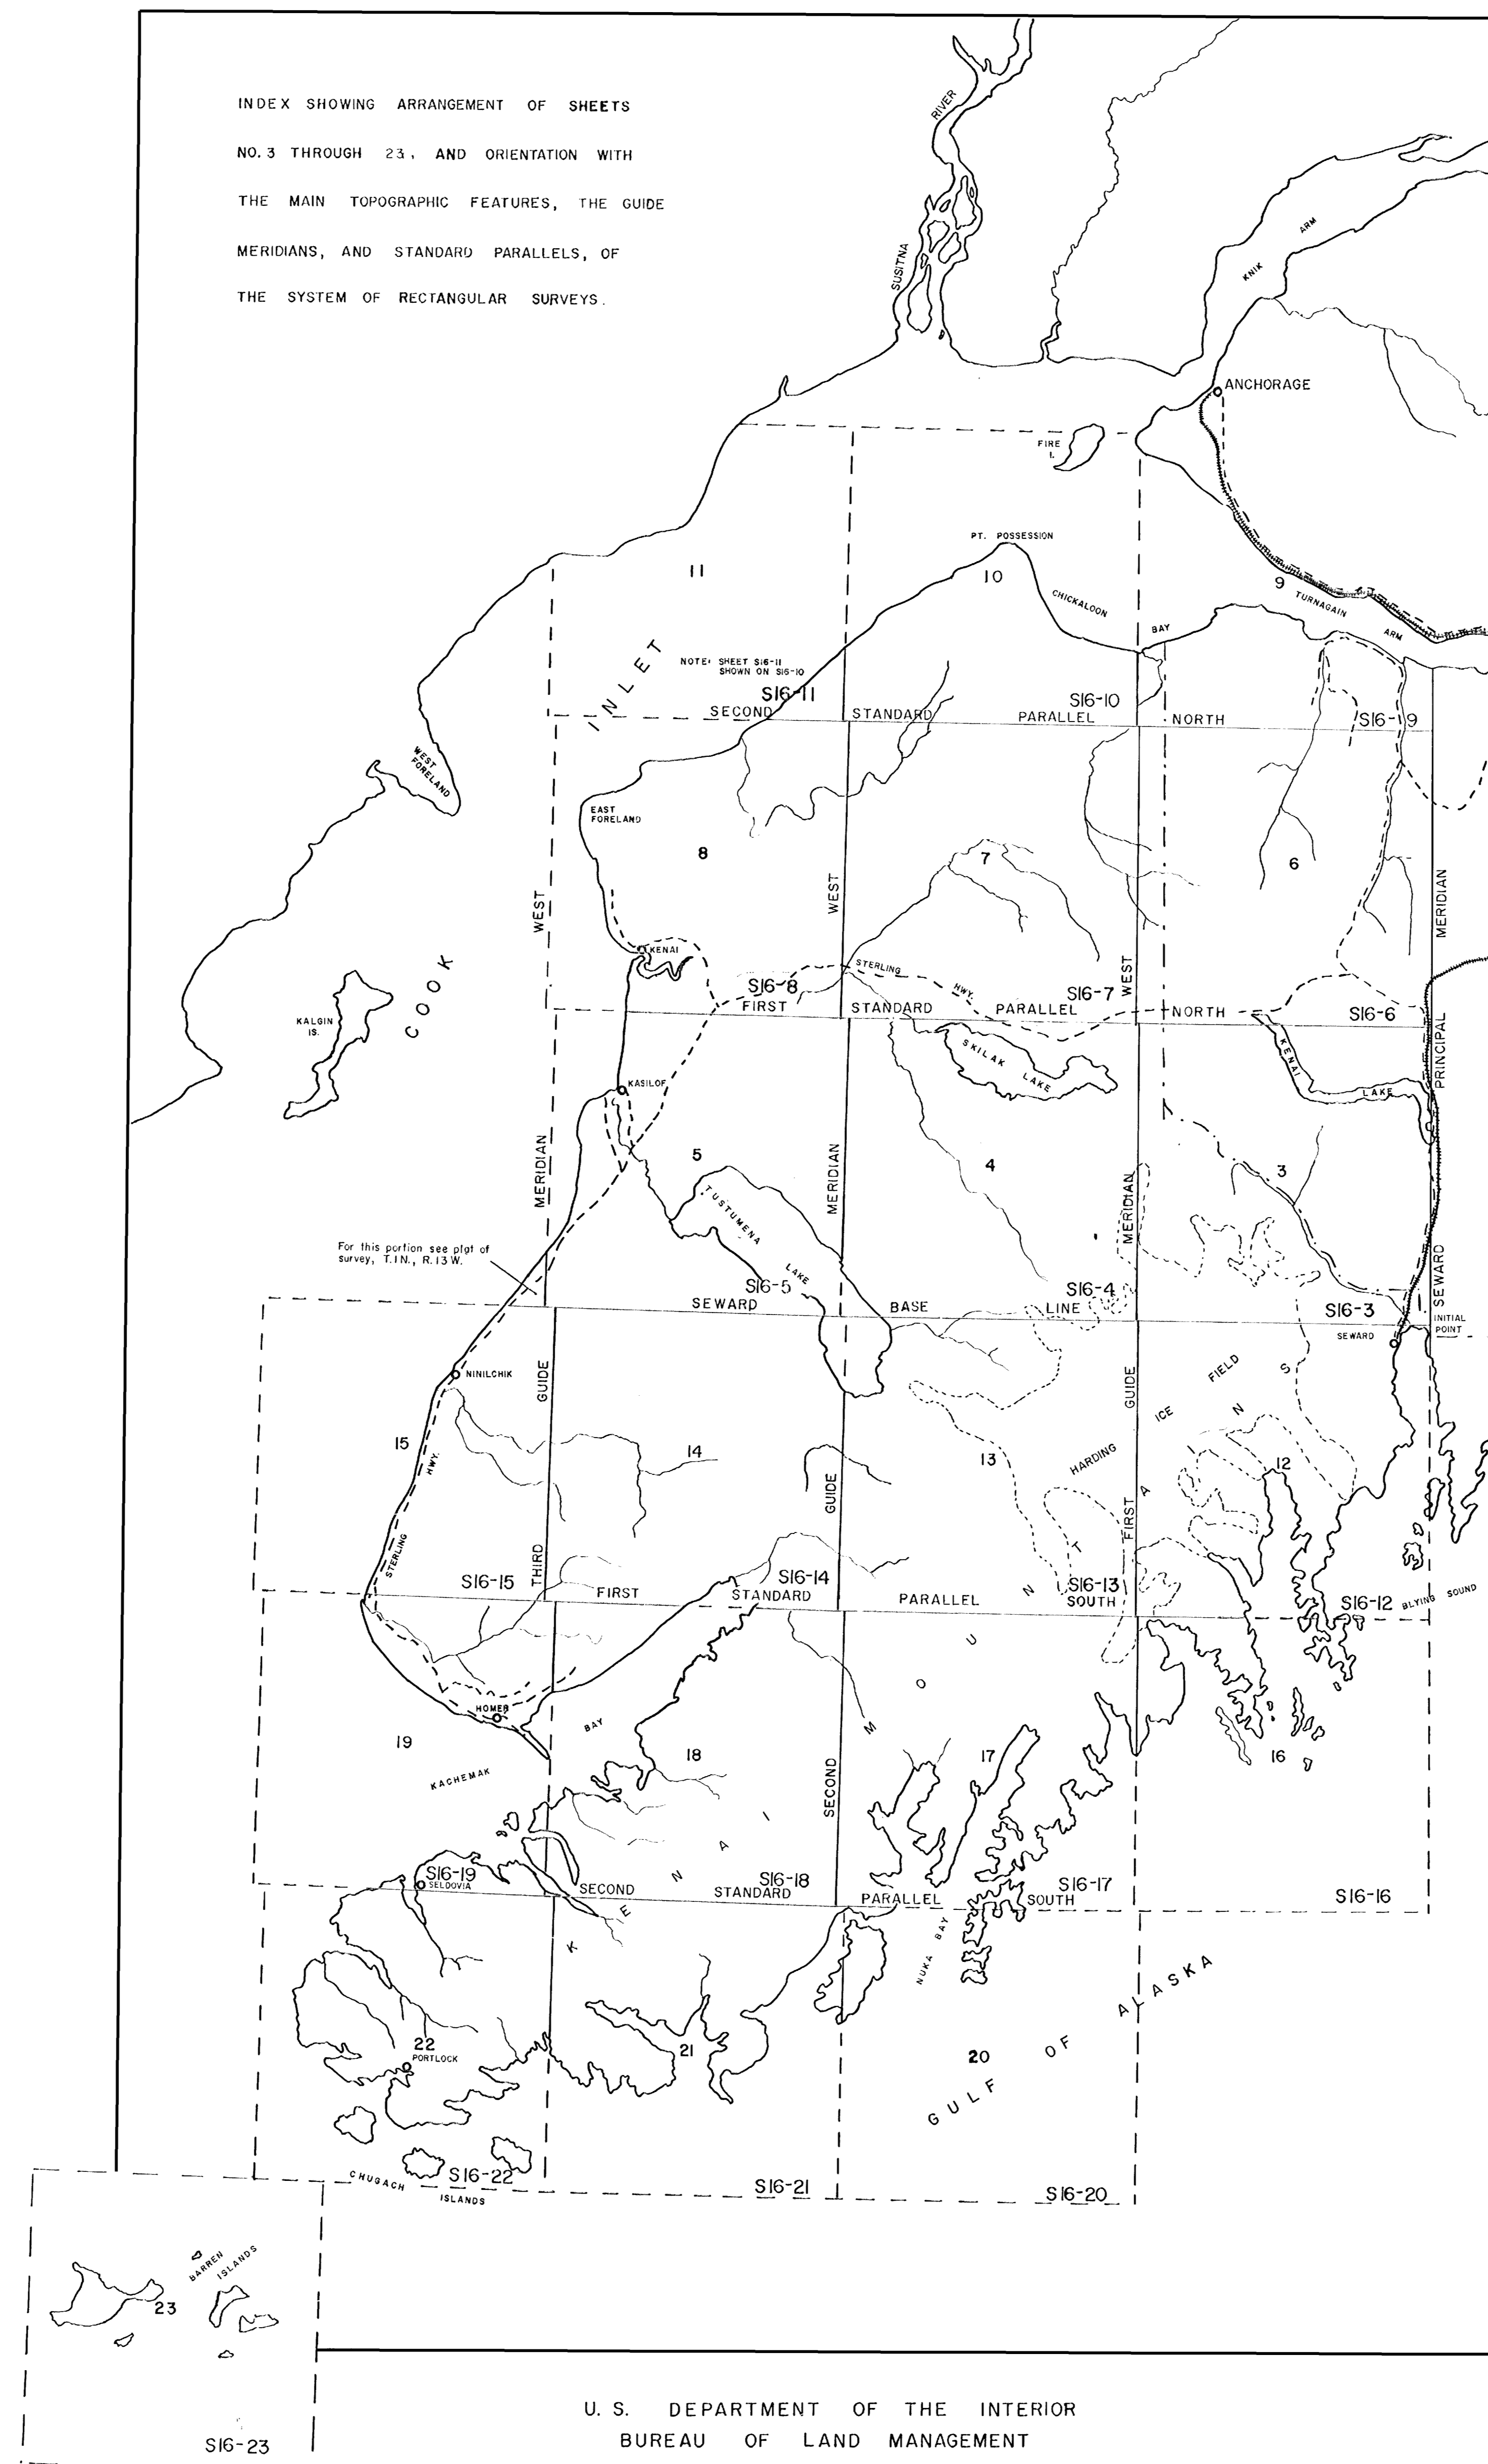 INDEX SHOWING ARRANGEMENT OF SHEETS
NO. 3 THROUGH 23, AND ORIENTATION WITH
THE MAIN TOPOGRAPHIC FEATURES, THE GUIDE
MERIDIANS, AND STANDARD PARALLELS, OF
THE SYSTEM OF RECTANGULAR SURVEYS.
RIVER
SUSITNA
KNIK ARM
ANCHORAGE
FIRE
I.
PT. POSSESSION
11
10
9
CHICKALOON
BAY
TURNAGAIN
ARM
INLET
NOTE: SHEET S16-11
SHOWN ON S16-10
S16-11
S16-10
S16-9
SECOND STANDARD PARALLEL NORTH
WEST
FORELAND
EAST
FORELAND
8
7
6
WEST
WEST
WEST
MERIDIAN
KENAI
COOK
KALGIN
IS.
STERLING
HWY.
S16-8
S16-7
S16-6
FIRST STANDARD PARALLEL NORTH
SKILAK
LAKE
KENAI
LAKE
PRINCIPAL
KASILOF
5
4
3
MERIDIAN
MERIDIAN
MERIDIAN
TUSTUMENA
LAKE
For this portion see plat of
survey, T.1N., R.13W.
S16-5
S16-4
S16-3
SEWARD BASE LINE
SEWARD
SEWARD
1
INITIAL
POINT
NINILCHIK
GUIDE
GUIDE
GUIDE
HARDING ICE FIELD
15
14
13
12
HWY.
STERLING
THIRD
FIRST
S16-15
S16-14
S16-13
S16-12
FIRST STANDARD PARALLEL SOUTH
BLYING SOUND
HOMER
BAY
KACHEMAK
19
18
17
16
SECOND
KENAI MOUNTAINS
S16-19
SELDOVIA
S16-18
S16-17
S16-16
SECOND STANDARD PARALLEL SOUTH
NUKA BAY
22
PORTLOCK
21
20
GULF OF ALASKA
CHUGACH
ISLANDS
S16-22
S16-21
S16-20
BARREN
ISLANDS
23
S16-23
U. S. DEPARTMENT OF THE INTERIOR
BUREAU OF LAND MANAGEMENT